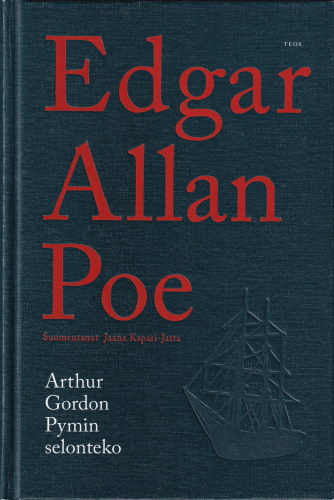 TEOS
Edgar
Allan
Poe
Suomentanut Jaana Kapari-Jatta
Arthur
Gordon
Pymin
selonteko